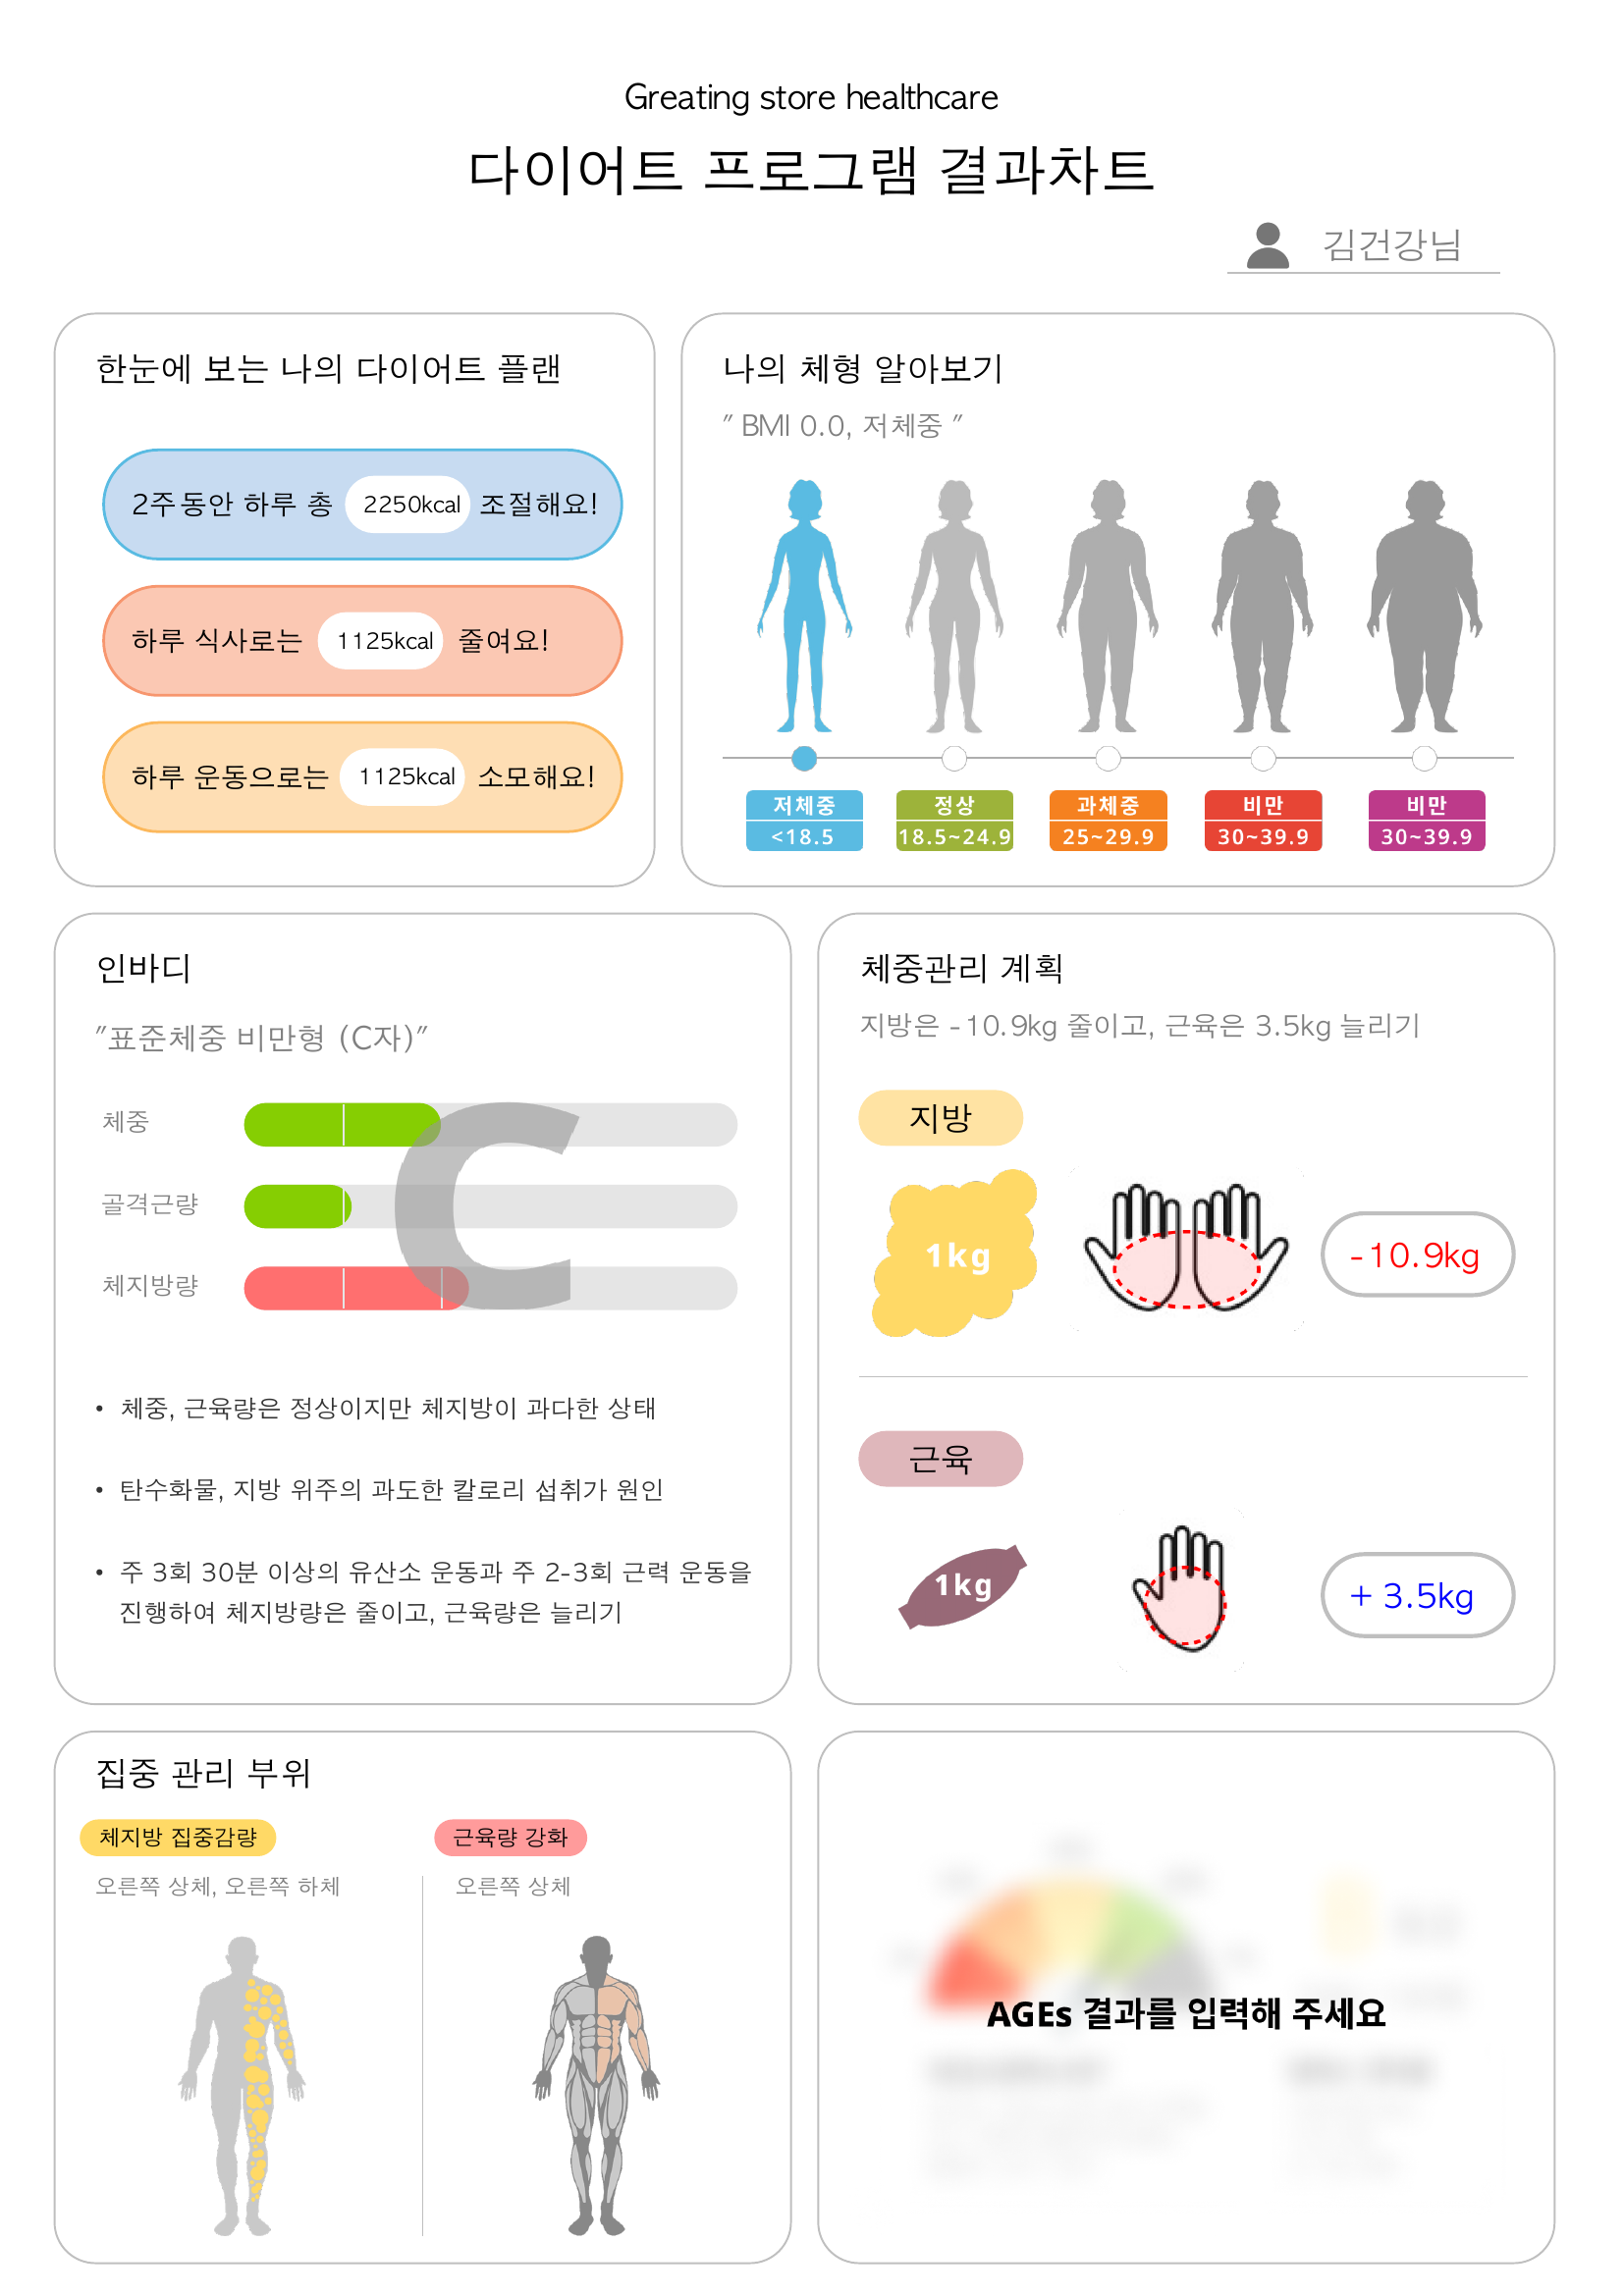 Greating store healthcare
다이어트 프로그램 결과차트
김건강님
한눈에 보는 나의 다이어트 플랜
2주동안 하루 총 2250kcal 조절해요!
하루 식사로는 1125kcal 줄여요!
하루 운동으로는 1125kcal 소모해요!
나의 체형 알아보기
" BMI 0.0, 저체중 "
저체중 정상 과체중 비만 비만
<18.5 18.5~24.9 25~29.9 30~39.9 30~39.9
인바디
"표준체중 비만형 (C자)"
체중
골격근량
체지방량
C
• 체중, 근육량은 정상이지만 체지방이 과다한 상태
• 탄수화물, 지방 위주의 과도한 칼로리 섭취가 원인
• 주 3회 30분 이상의 유산소 운동과 주 2-3회 근력 운동을
진행하여 체지방량은 줄이고, 근육량은 늘리기
체중관리 계획
지방은 -10.9kg 줄이고, 근육은 3.5kg 늘리기
지방
1kg
-10.9kg
근육
1kg
+ 3.5kg
집중 관리 부위
체지방 집중감량
오른쪽 상체, 오른쪽 하체
근육량 강화
오른쪽 상체
AGEs 결과를 입력해 주세요